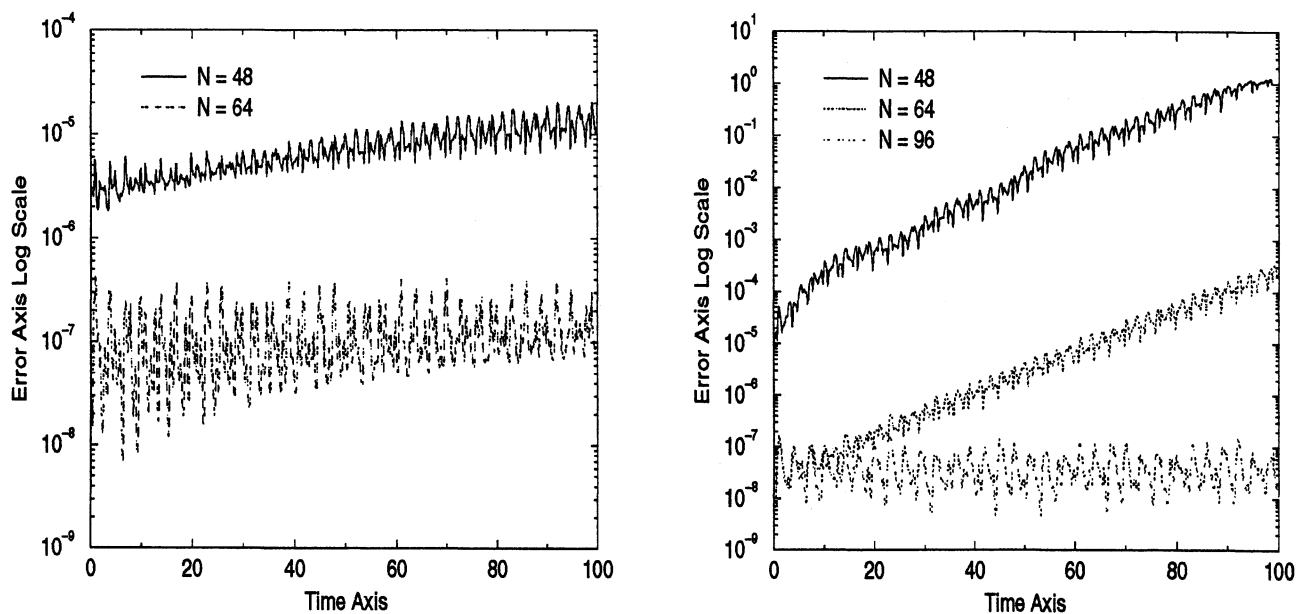 10^-4
10^-5
10^-6
10^-7
10^-8
10^-9
Error Axis Log Scale
N = 48
N = 64
0 20 40 60 80 100
Time Axis
10^1
10^0
10^-1
10^-2
10^-3
10^-4
10^-5
10^-6
10^-7
10^-8
10^-9
Error Axis Log Scale
N = 48
N = 64
N = 96
0 20 40 60 80 100
Time Axis